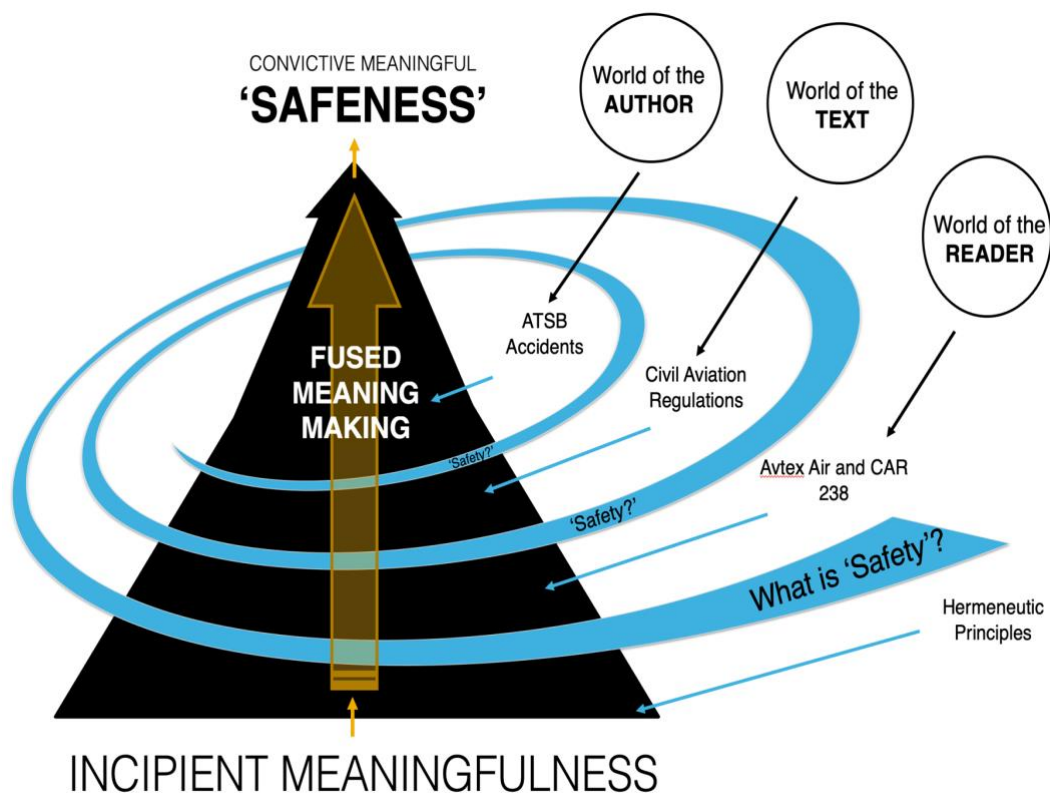 CONVICTIVE MEANINGFUL
‘SAFENESS’
World of the
AUTHOR
World of the
TEXT
World of the
READER
ATSB
Accidents
Civil Aviation
Regulations
Avtex Air and CAR
238
FUSED
MEANING
MAKING
‘Safety?’
‘Safety?’
What is ‘Safety’?
Hermeneutic
Principles
INCIPIENT MEANINGFULNESS